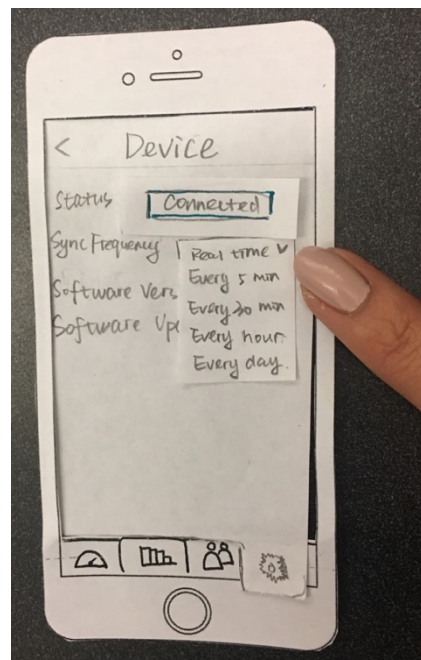 < Device
Status Connected
Sync Frequency Real time ✓
Every 5 min
Software Vers
Every 30 min
Software Upd
Every hour
Every day.